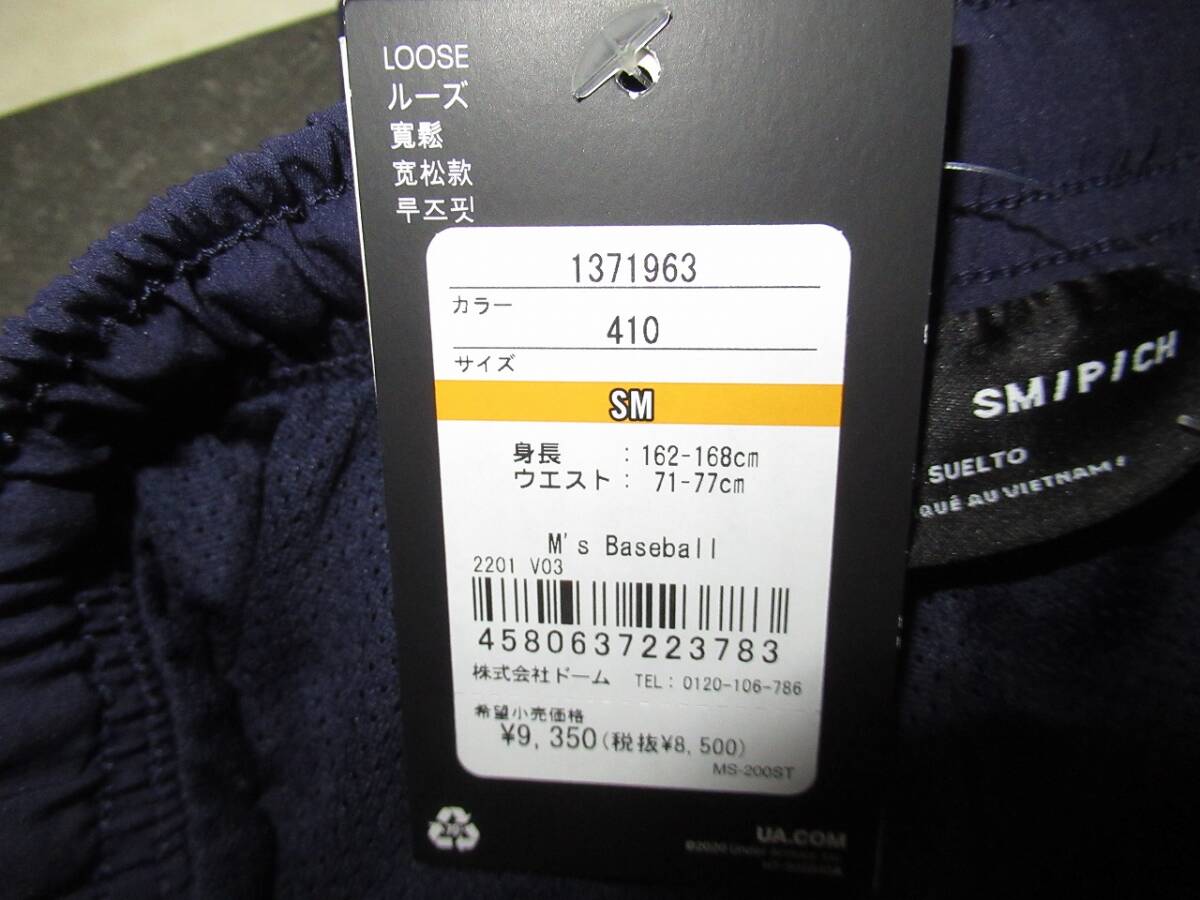 LOOSE
ルーズ
寬鬆
宽松款
루즈핏
1371963
カラー
410
サイズ
SM
身長 : 162-168cm
ウエスト : 71-77cm
M's Baseball
2201 V03
4580637223783
株式会社ドーム TEL: 0120-106-786
希望小売価格
¥9,350(税抜¥8,500)
MS-200ST
UA.COM
SM/P/CH
SUELTO
QUÉ AU VIETNAM